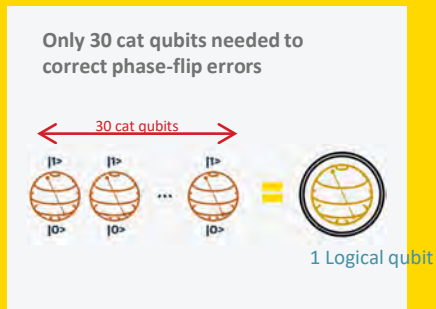 Only 30 cat qubits needed to
correct phase-flip errors
30 cat qubits
|1> |1> ... |1>
|0> |0> |0>
=
1 Logical qubit